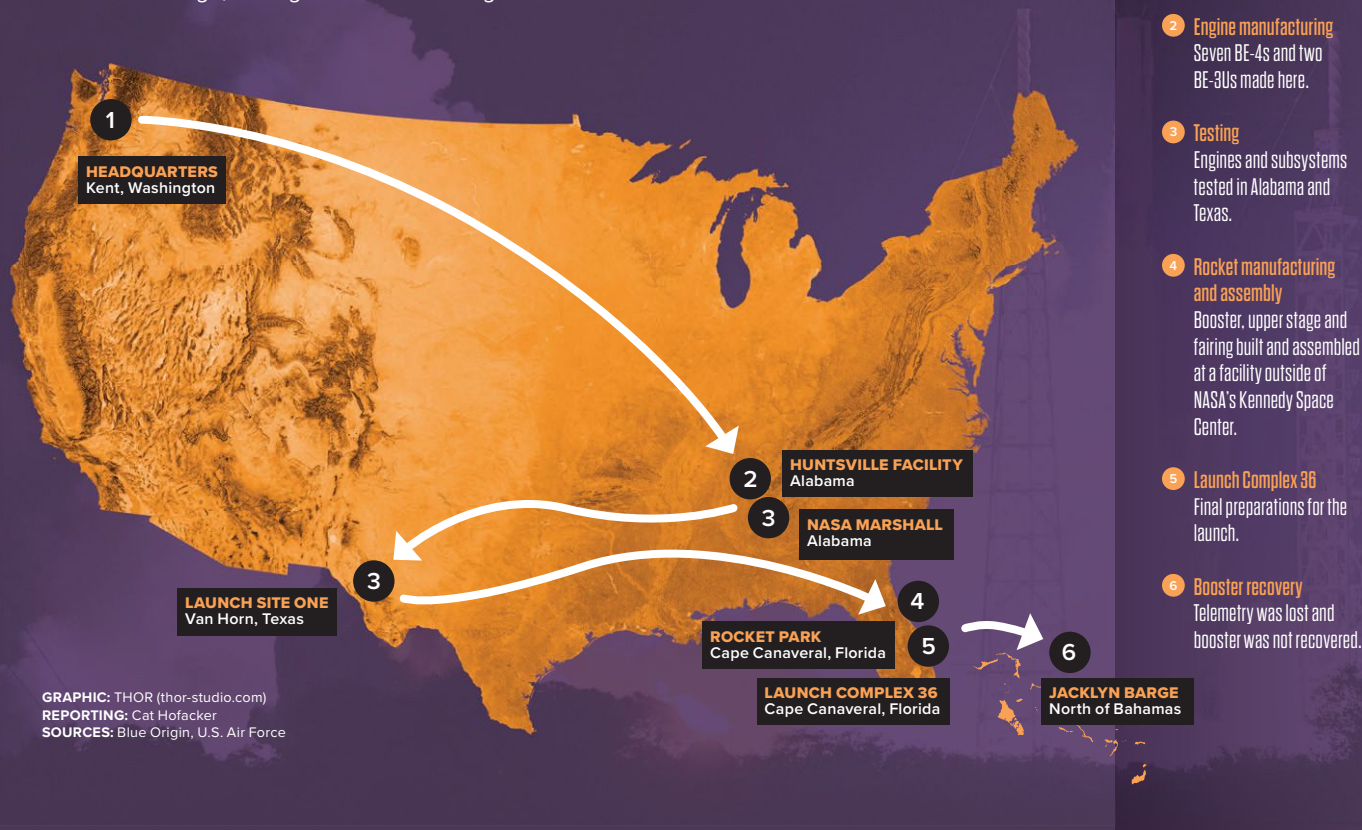 1
HEADQUARTERS
Kent, Washington
2
HUNTSVILLE FACILITY
Alabama
3
NASA MARSHALL
Alabama
3
LAUNCH SITE ONE
Van Horn, Texas
4
ROCKET PARK
Cape Canaveral, Florida
5
LAUNCH COMPLEX 36
Cape Canaveral, Florida
6
JACKLYN BARGE
North of Bahamas
GRAPHIC: THOR (thor-studio.com)
REPORTING: Cat Hofacker
SOURCES: Blue Origin, U.S. Air Force
2 Engine manufacturing
Seven BE-4s and two
BE-3Us made here.
3 Testing
Engines and subsystems
tested in Alabama and
Texas.
4 Rocket manufacturing
and assembly
Booster, upper stage and
fairing built and assembled
at a facility outside of
NASA's Kennedy Space
Center.
5 Launch Complex 36
Final preparations for the
launch.
6 Booster recovery
Telemetry was lost and
booster was not recovered.